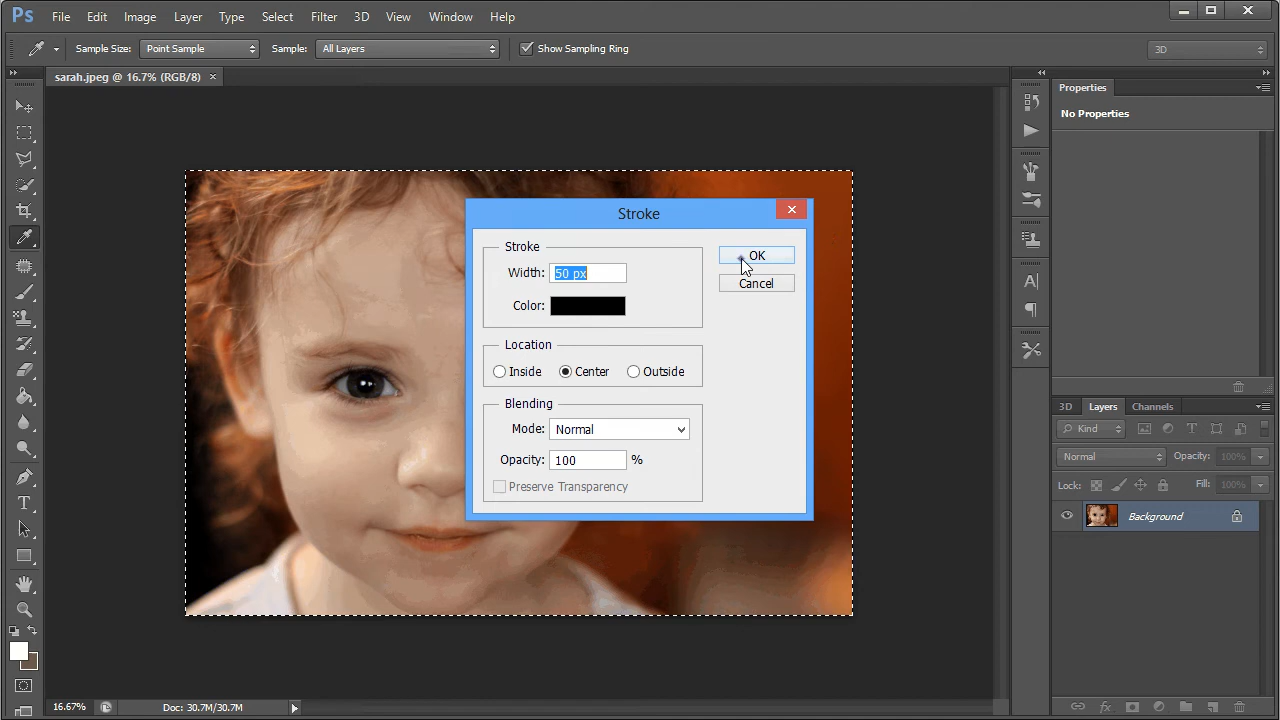 Ps File Edit Image Layer Type Select Filter 3D View Window Help
Sample Size: Point Sample Sample: All Layers Show Sampling Ring 3D
sarah.jpeg @ 16.7% (RGB/8) ×
Properties
No Properties
Stroke
Stroke
Width: 50 px
Color:
OK
Cancel
Location
Inside Center Outside
Blending
Mode: Normal
Opacity: 100 %
Preserve Transparency
3D Layers Channels
Kind T
Normal Opacity: 100%
Lock: Fill: 100%
Background
A
T
fx
16.67% Doc: 30.7M/30.7M